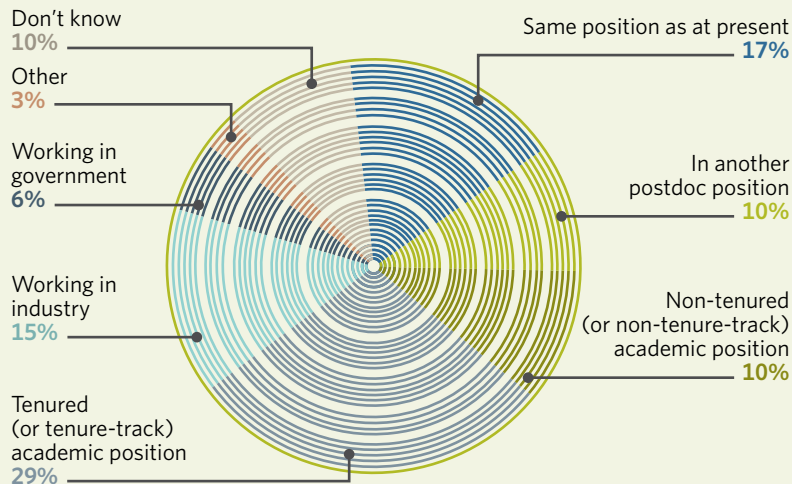 Don't know
10%
Other
3%
Working in
government
6%
Working in
industry
15%
Tenured
(or tenure-track)
academic position
29%
Same position as at present
17%
In another
postdoc position
10%
Non-tenured
(or non-tenure-track)
academic position
10%